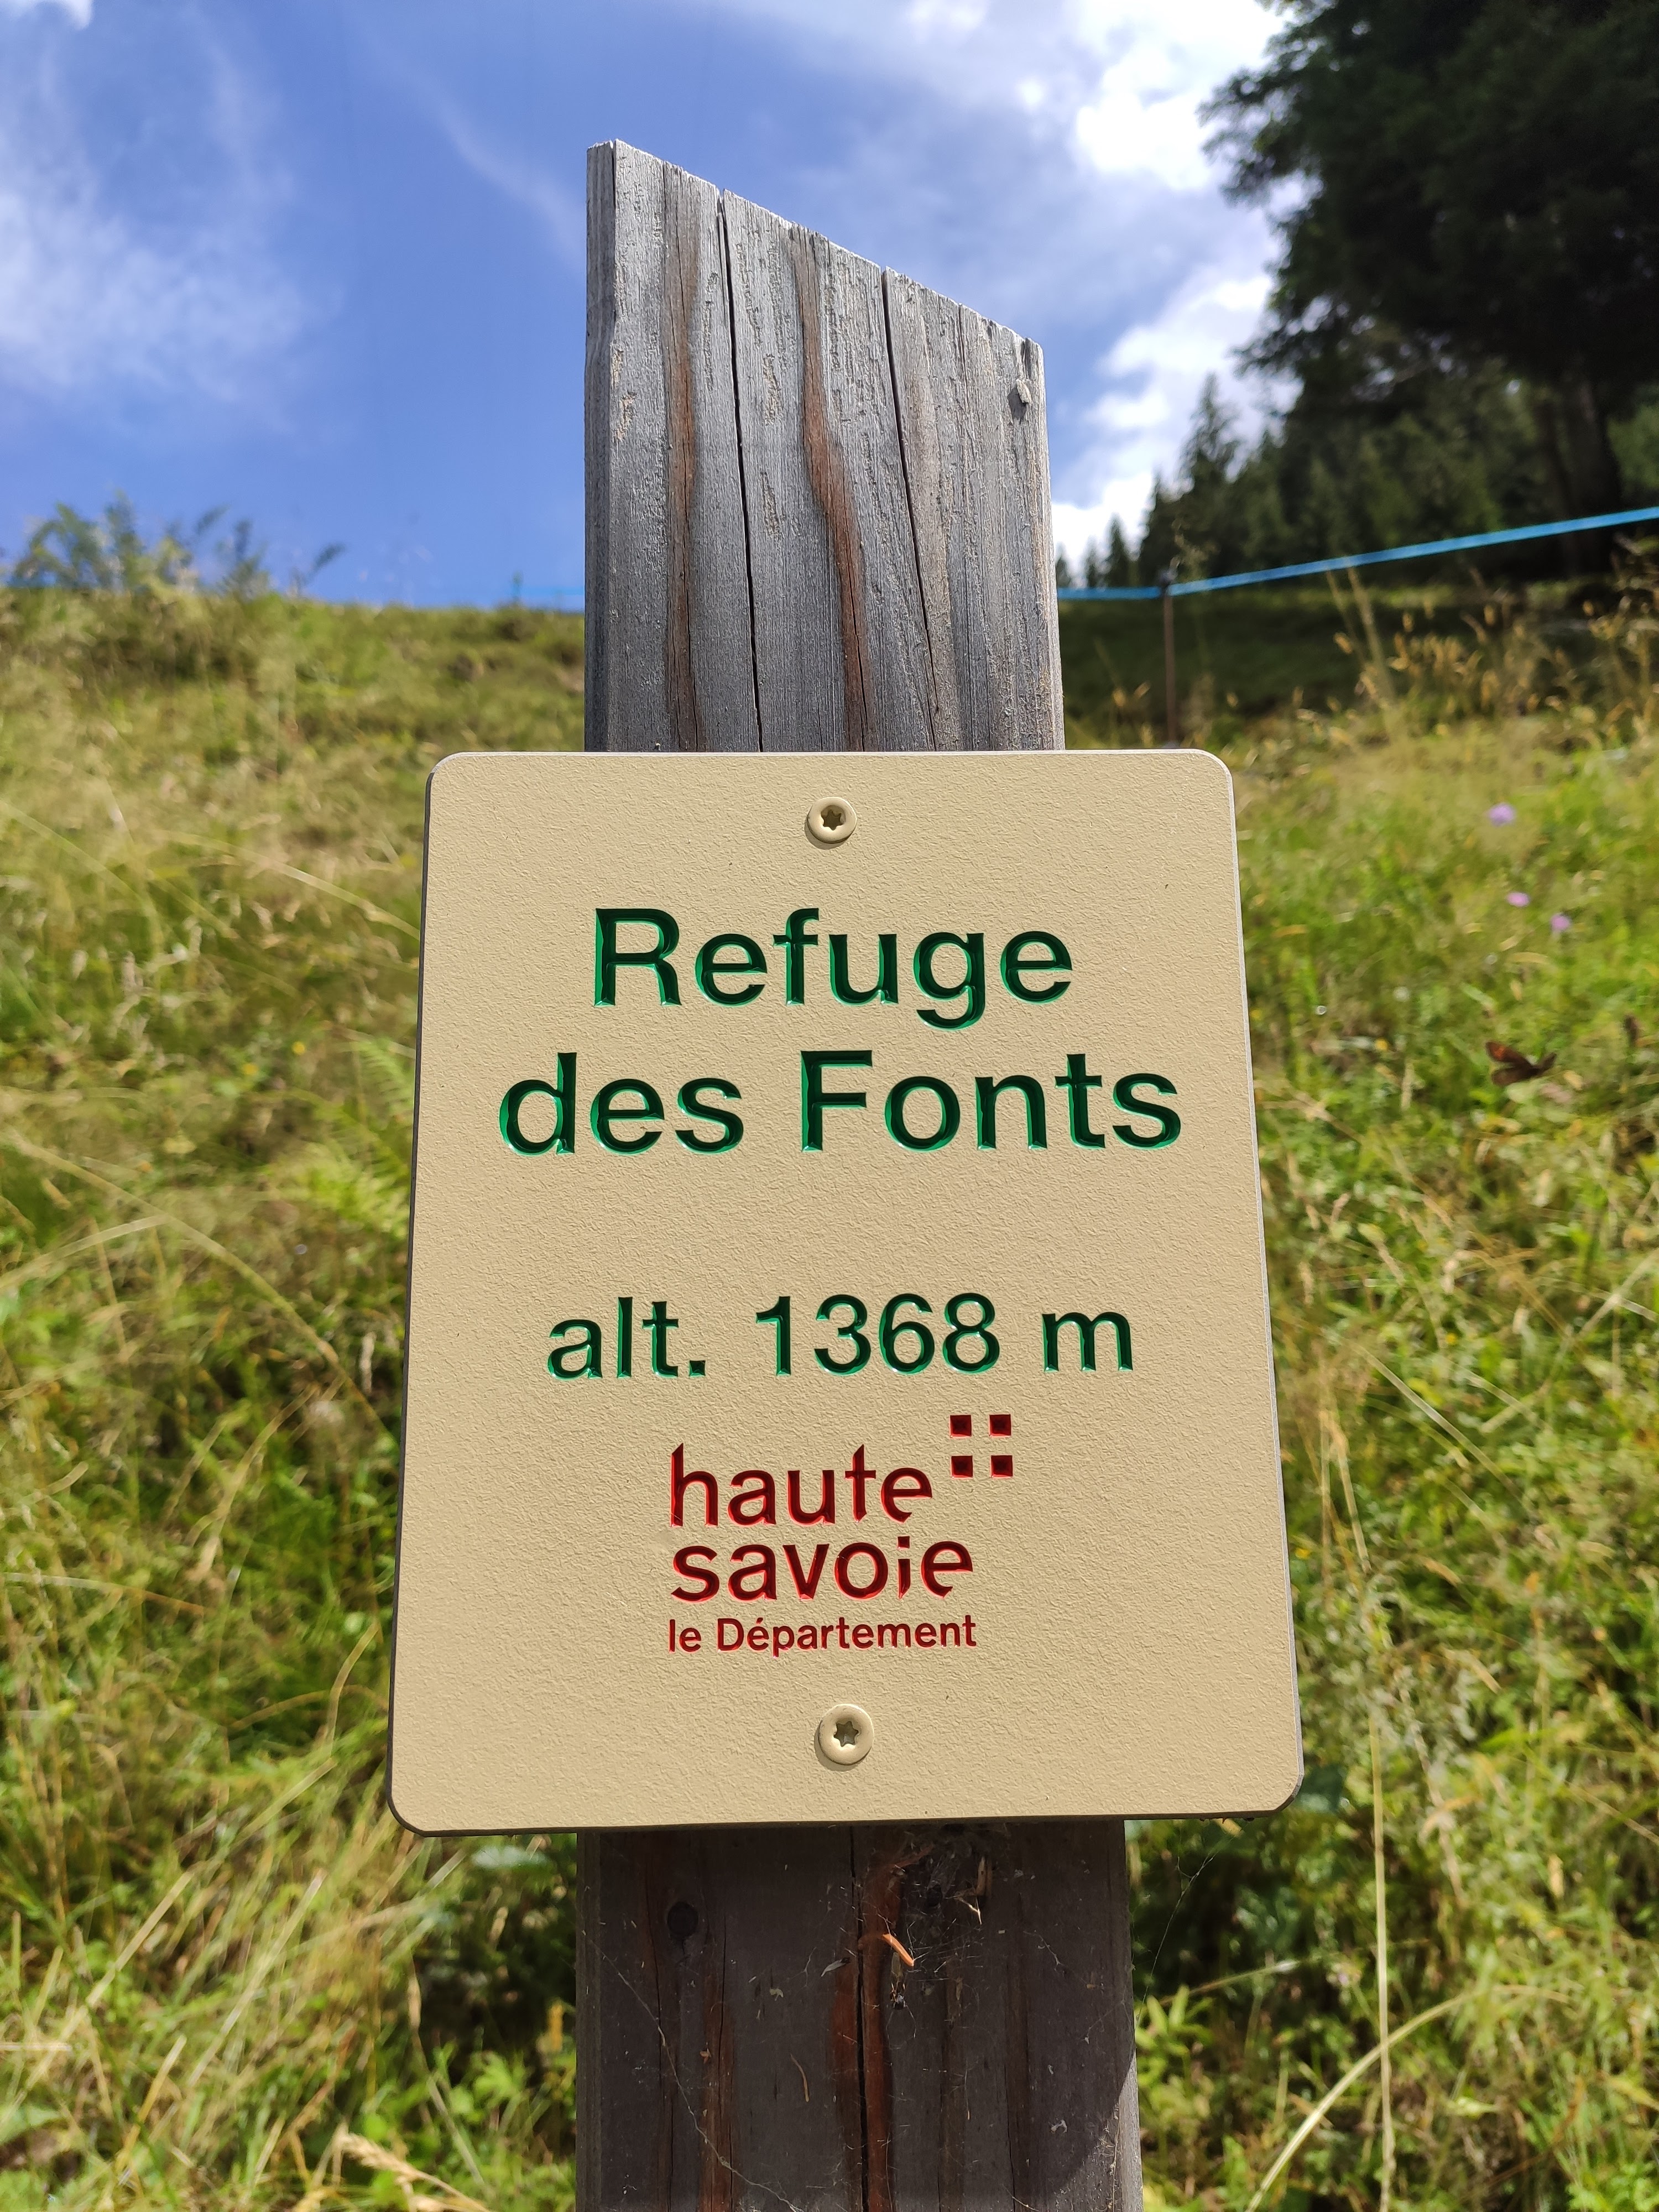 Refuge
des Fonts
alt. 1368 m
haute
savoie
le Département